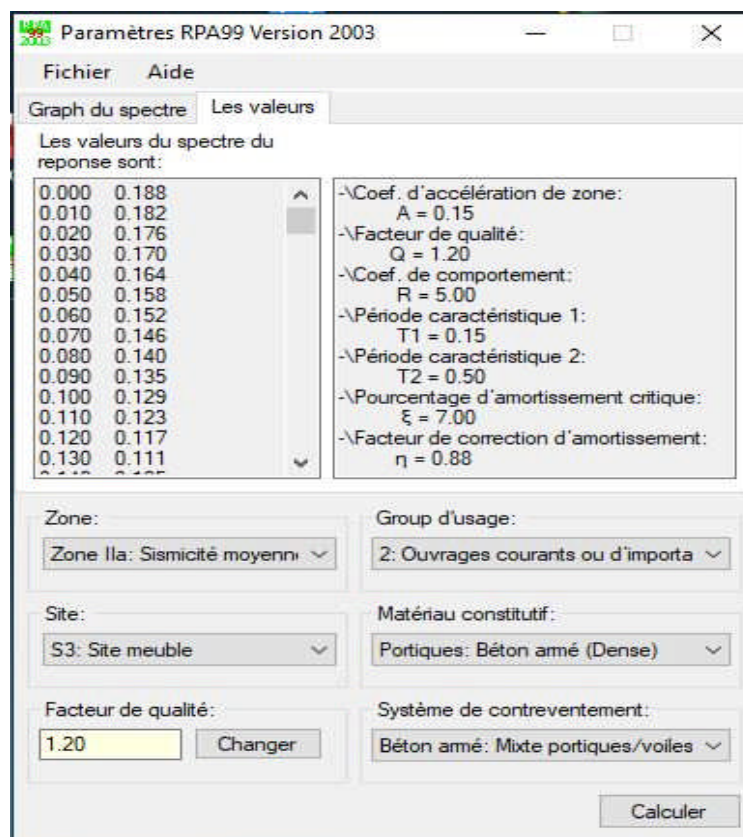 RPA
99
2003
Paramètres RPA99 Version 2003
Fichier Aide
Graph du spectre Les valeurs
Les valeurs du spectre du
reponse sont:
0.000 0.188
0.010 0.182
0.020 0.176
0.030 0.170
0.040 0.164
0.050 0.158
0.060 0.152
0.070 0.146
0.080 0.140
0.090 0.135
0.100 0.129
0.110 0.123
0.120 0.117
0.130 0.111
-\Coef. d'accélération de zone:
A = 0.15
-\Facteur de qualité:
Q = 1.20
-\Coef. de comportement:
R = 5.00
-\Période caractéristique 1:
T1 = 0.15
-\Période caractéristique 2:
T2 = 0.50
-\Pourcentage d'amortissement critique:
ξ = 7.00
-\Facteur de correction d'amortissement:
η = 0.88
Zone:
Zone IIa: Sismicité moyenn
Group d'usage:
2: Ouvrages courants ou d'importa
Site:
S3: Site meuble
Matériau constitutif:
Portiques: Béton armé (Dense)
Facteur de qualité:
1.20 Changer
Système de contreventement:
Béton armé: Mixte portiques/voiles
Calculer